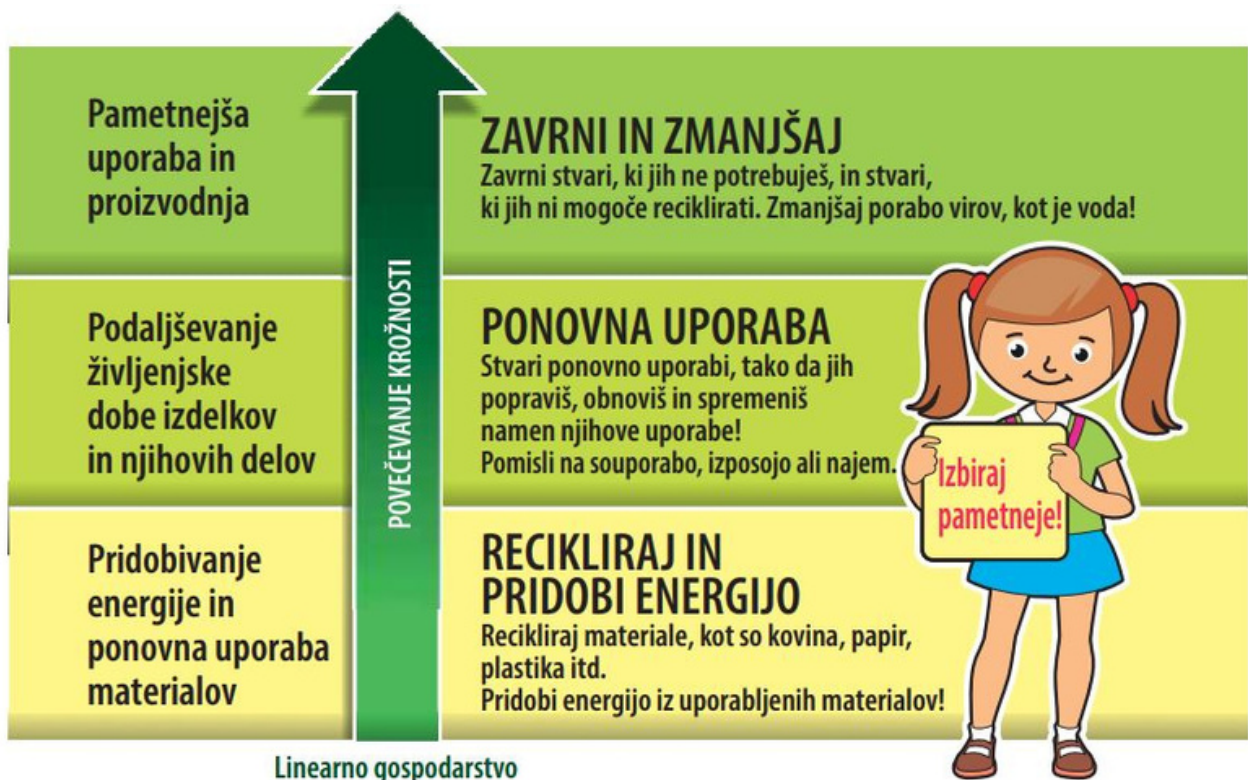 Pametnejša
uporaba in
proizvodnja
ZAVRNI IN ZMANJŠAJ
Zavrni stvari, ki jih ne potrebuješ, in stvari,
ki jih ni mogoče reciklirati. Zmanjšaj porabo virov, kot je voda!
POVEČEVANJE KROŽNOSTI
Podaljševanje
življenjske
dobe izdelkov
in njihovih delov
PONOVNA UPORABA
Stvari ponovno uporabi, tako da jih
popraviš, obnoviš in spremeniš
namen njihove uporabe!
Pomisli na souporabo, izposojo ali najem.
Izbiraj
pametneje!
Pridobivanje
energije in
ponovna uporaba
materialov
RECIKLIRAJ IN
PRIDOBI ENERGIJO
Recikliraj materiale, kot so kovina, papir,
plastika itd.
Pridobi energijo iz uporabljenih materialov!
Linearno gospodarstvo